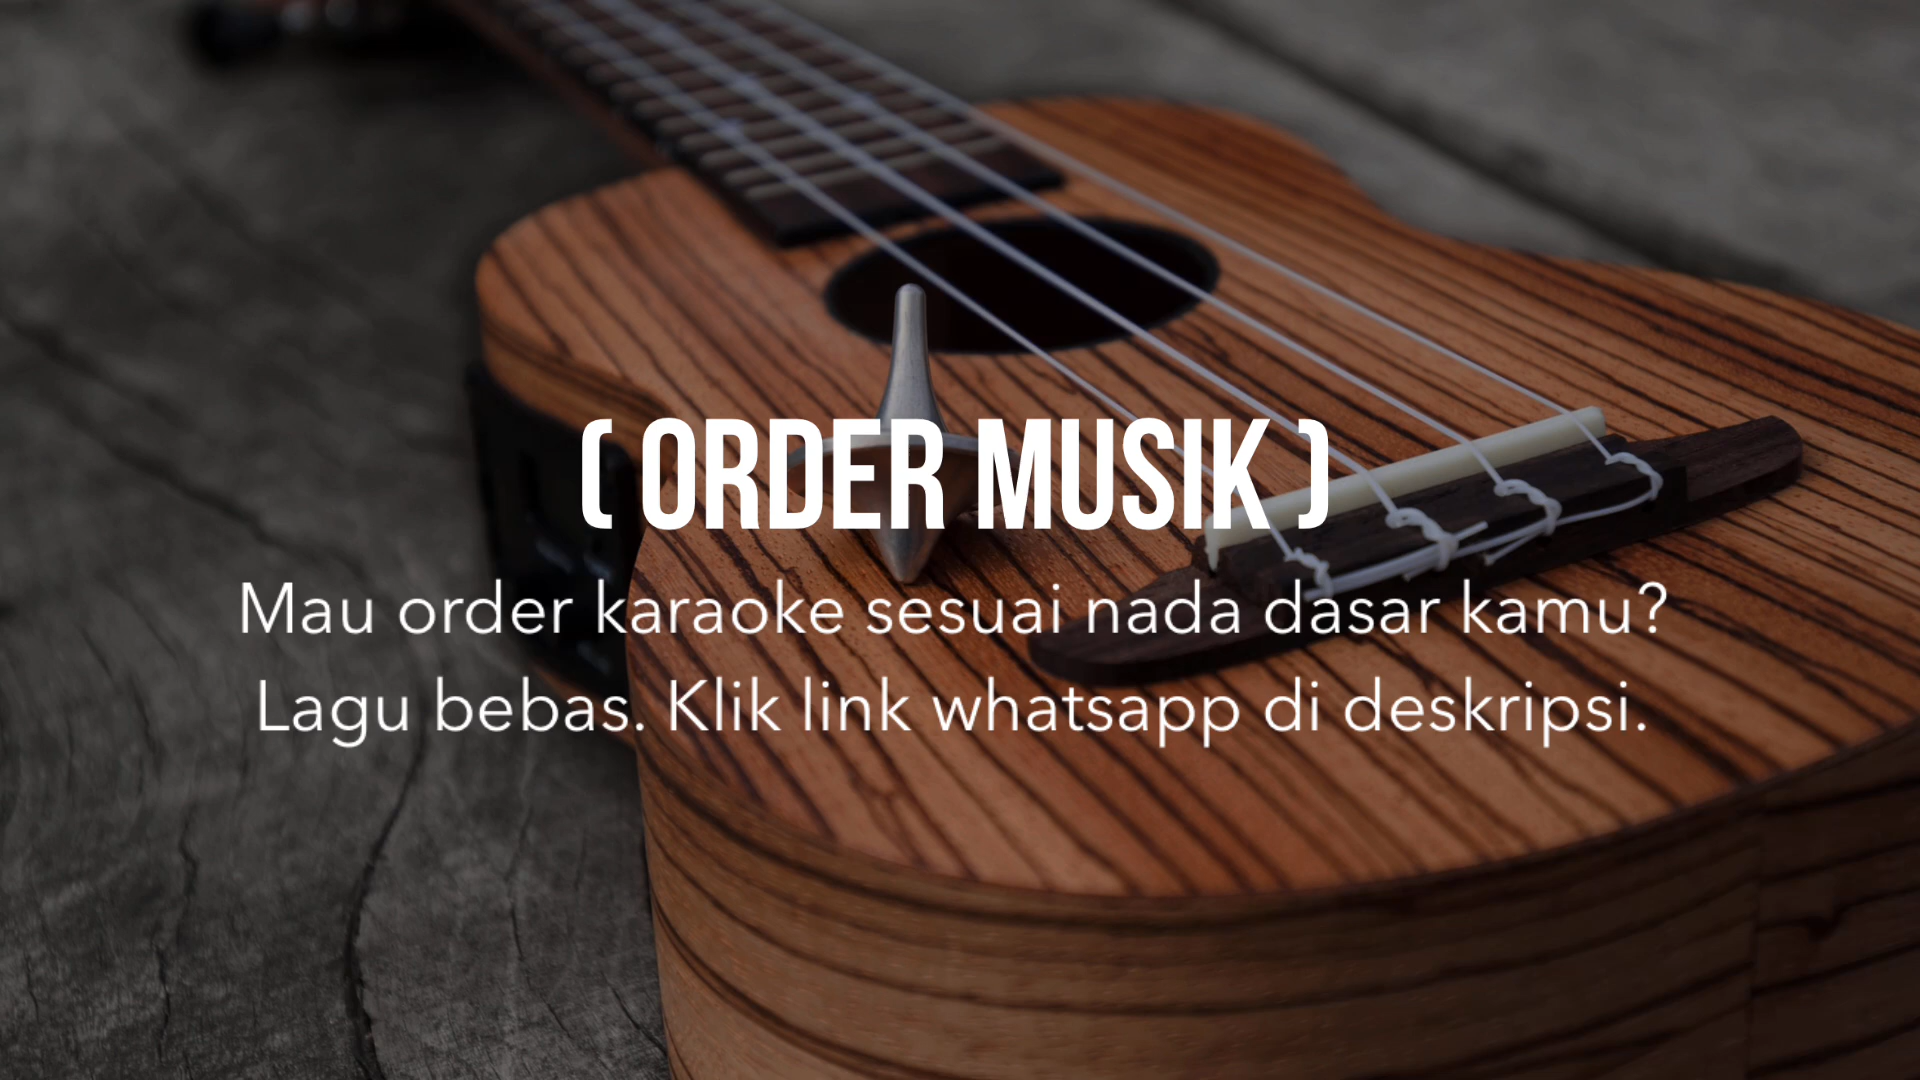 ( ORDER MUSIK )
Mau order karaoke sesuai nada dasar kamu?
Lagu bebas. Klik link whatsapp di deskripsi.